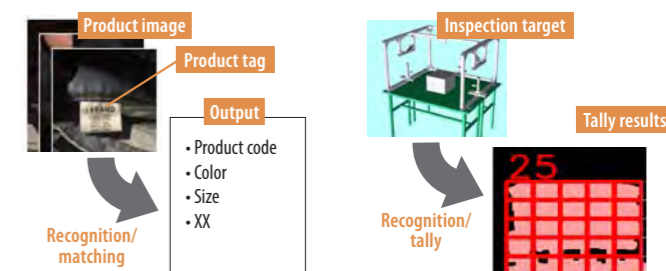 Product image
Product tag
BRAND
Output
• Product code
• Color
• Size
• XX
Recognition/
matching
Inspection target
Tally results
25
Recognition/
tally